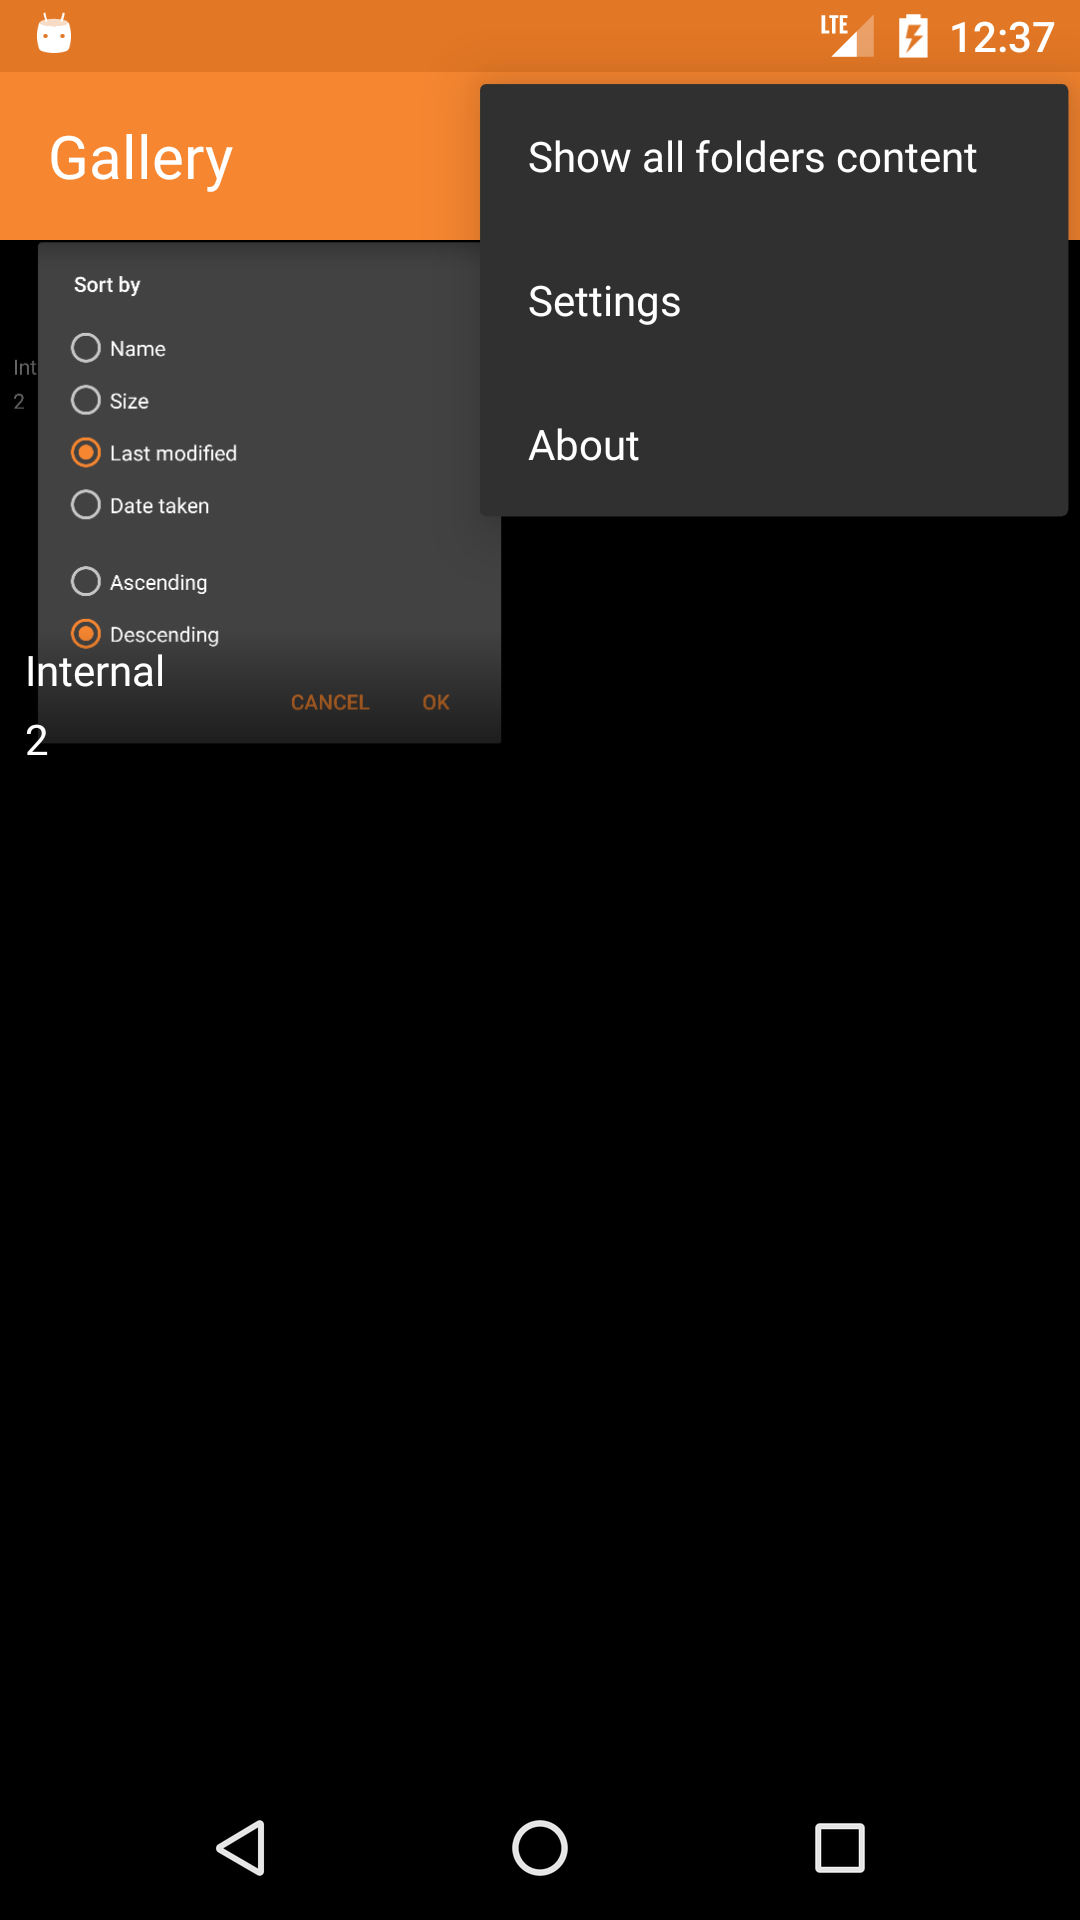 LTE 12:37
Gallery
Show all folders content
Settings
About
Sort by
Name
Int
Size
2
Last modified
Date taken
Ascending
Descending
Internal
CANCEL OK
2